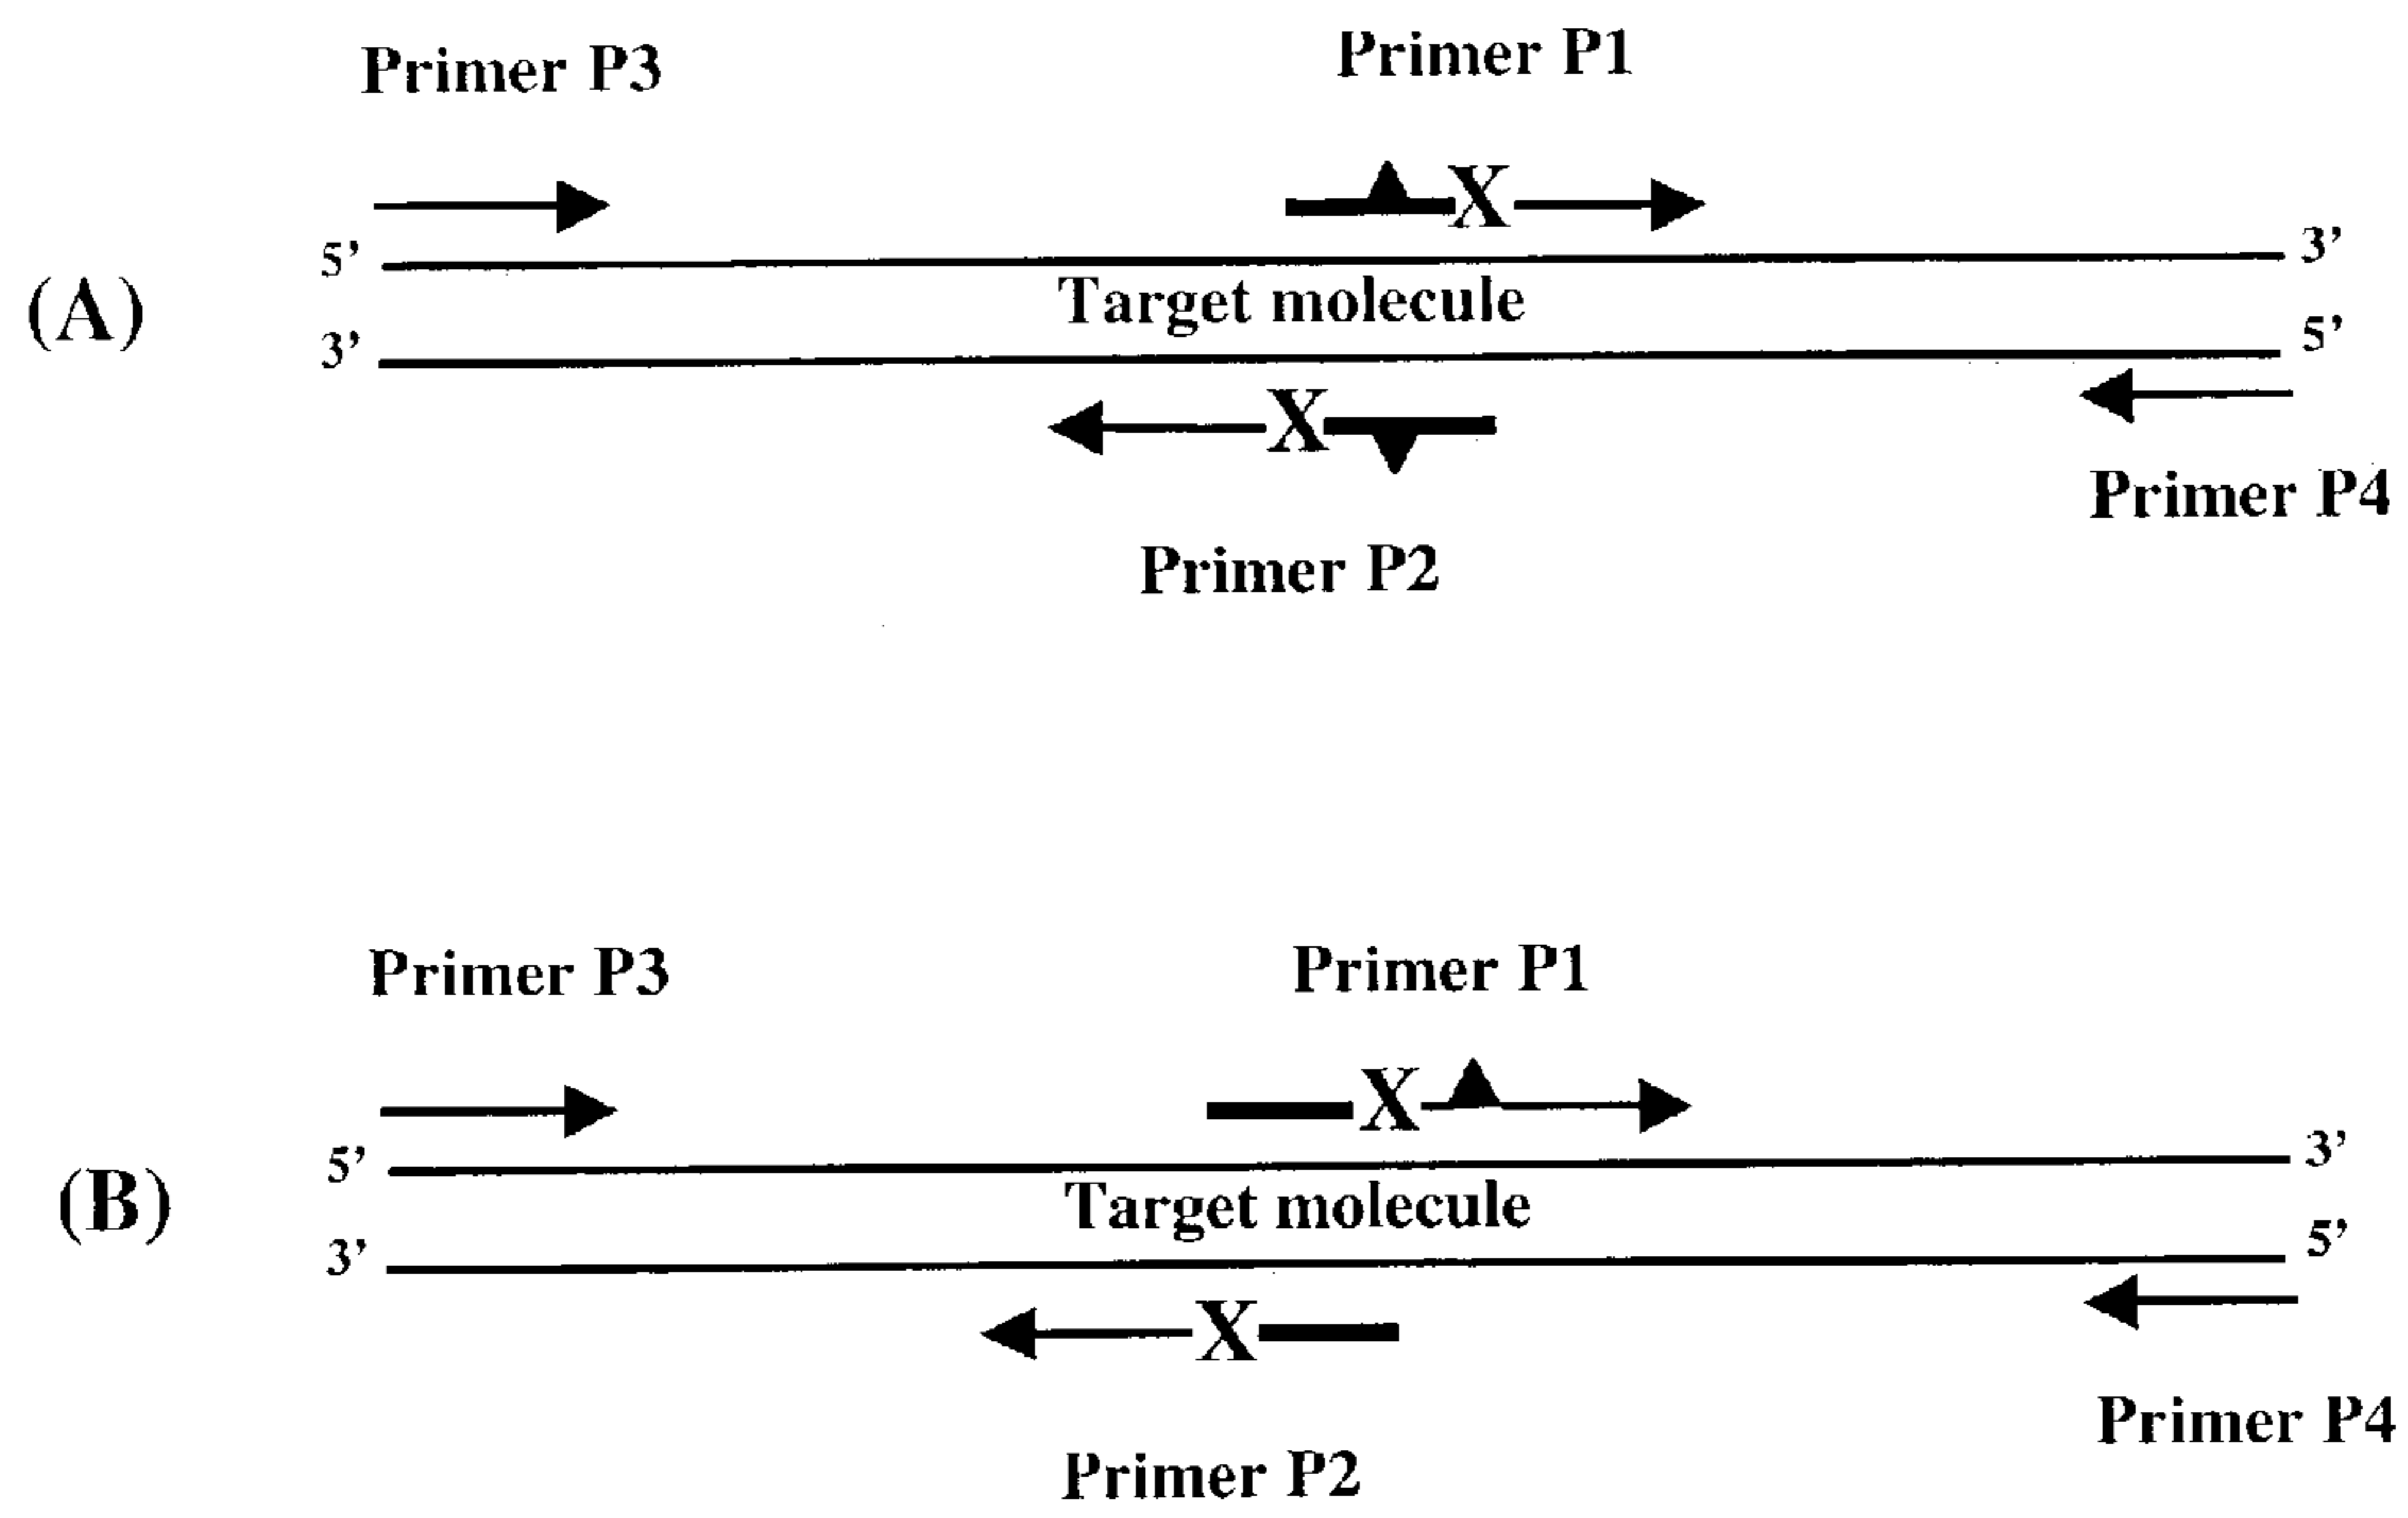 Primer P3 Primer P1
X
5’ 3’
(A) Target molecule
3’ 5’
X
Primer P4
Primer P2
Primer P3 Primer P1
X
5’ 3’
(B) Target molecule
3’ 5’
X
Primer P4
Primer P2